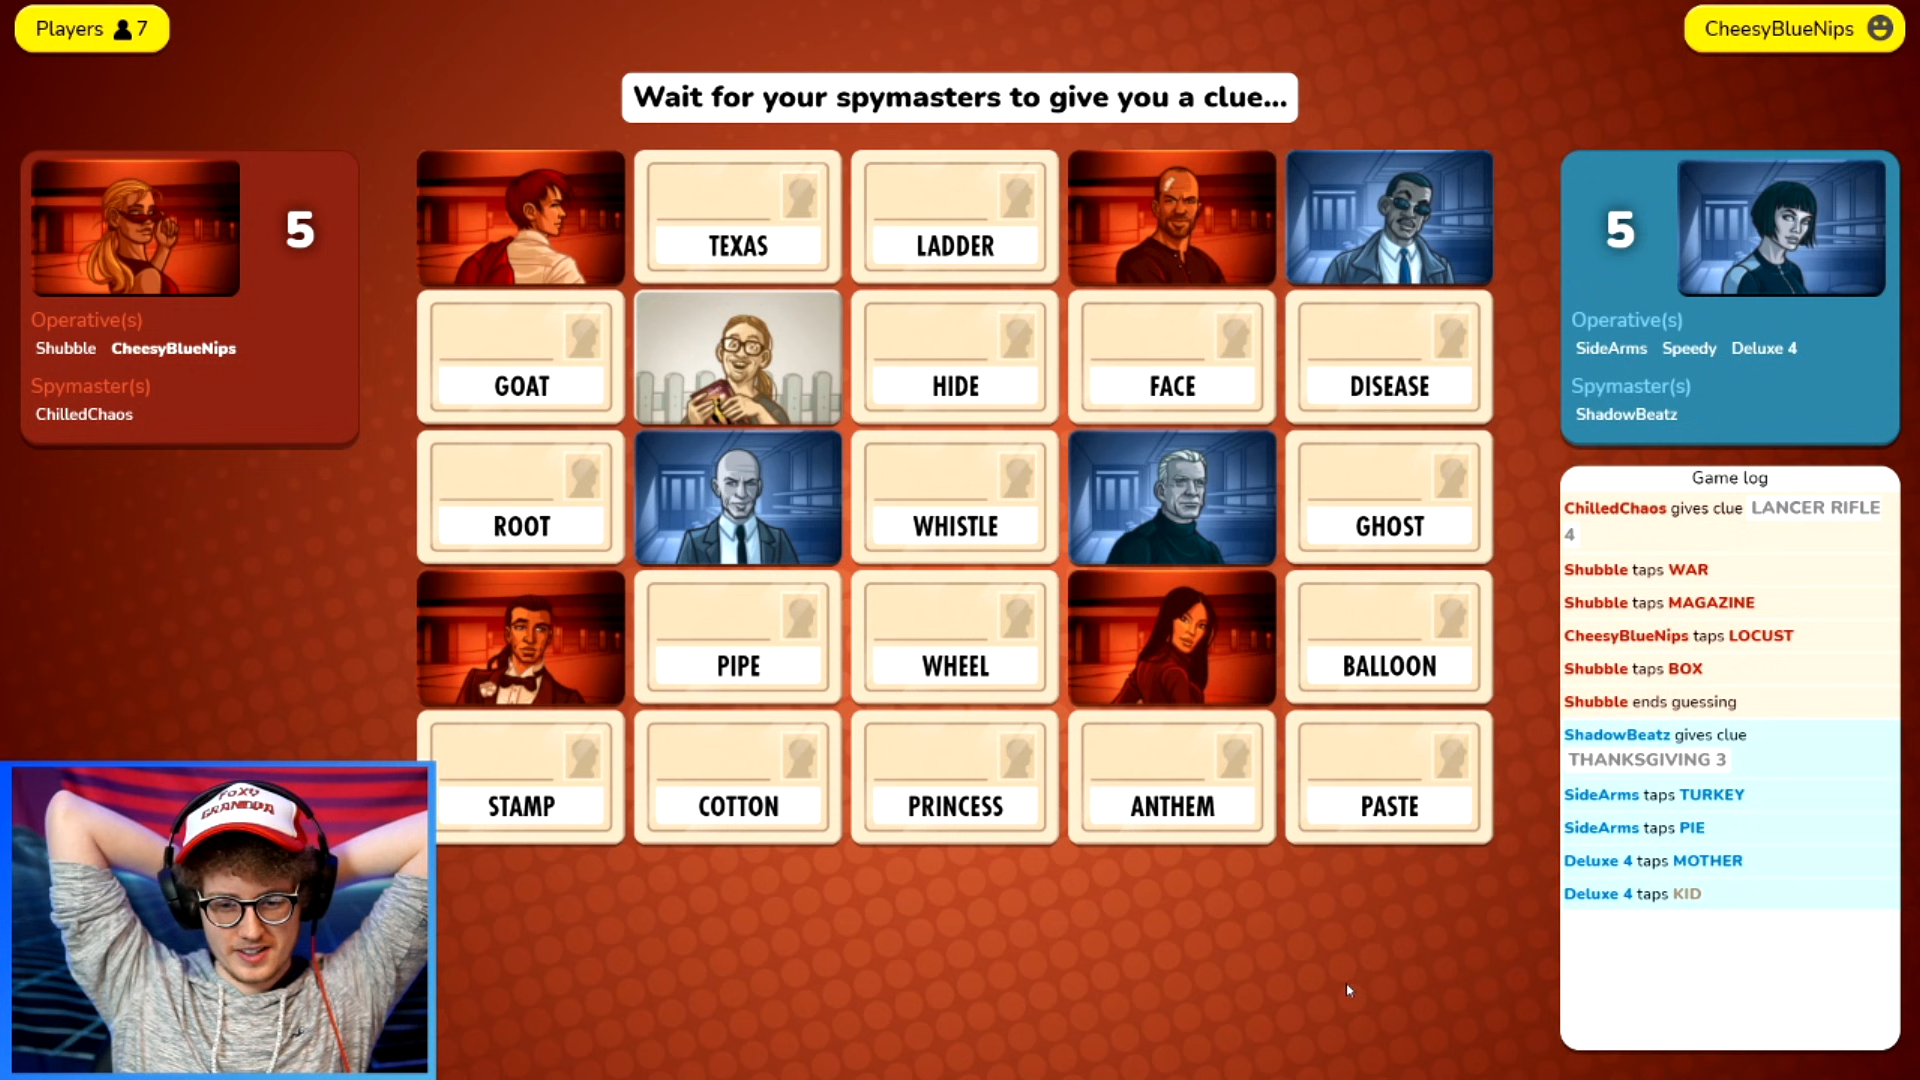 Players 7
CheesyBlueNips
Wait for your spymasters to give you a clue...
5
Operative(s)
Shubble CheesyBlueNips
Spymaster(s)
ChilledChaos
TEXAS
LADDER
GOAT
HIDE
FACE
DISEASE
ROOT
WHISTLE
GHOST
PIPE
WHEEL
BALLOON
STAMP
COTTON
PRINCESS
ANTHEM
PASTE
5
Operative(s)
SideArms Speedy Deluxe 4
Spymaster(s)
ShadowBeatz
Game log
ChilledChaos gives clue LANCER RIFLE
4
Shubble taps WAR
Shubble taps MAGAZINE
CheesyBlueNips taps LOCUST
Shubble taps BOX
Shubble ends guessing
ShadowBeatz gives clue
THANKSGIVING 3
SideArms taps TURKEY
SideArms taps PIE
Deluxe 4 taps MOTHER
Deluxe 4 taps KID
FOXY
GRANDPA